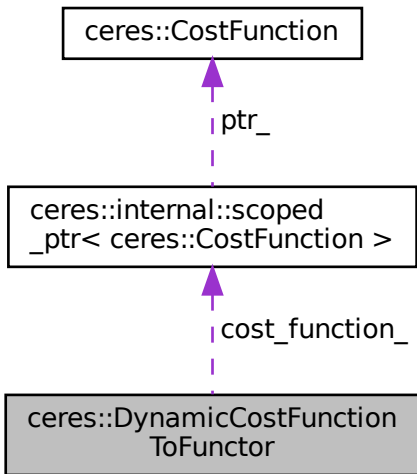 ceres::CostFunction
ptr_
ceres::internal::scoped
_ptr< ceres::CostFunction >
cost_function_
ceres::DynamicCostFunction
ToFunctor